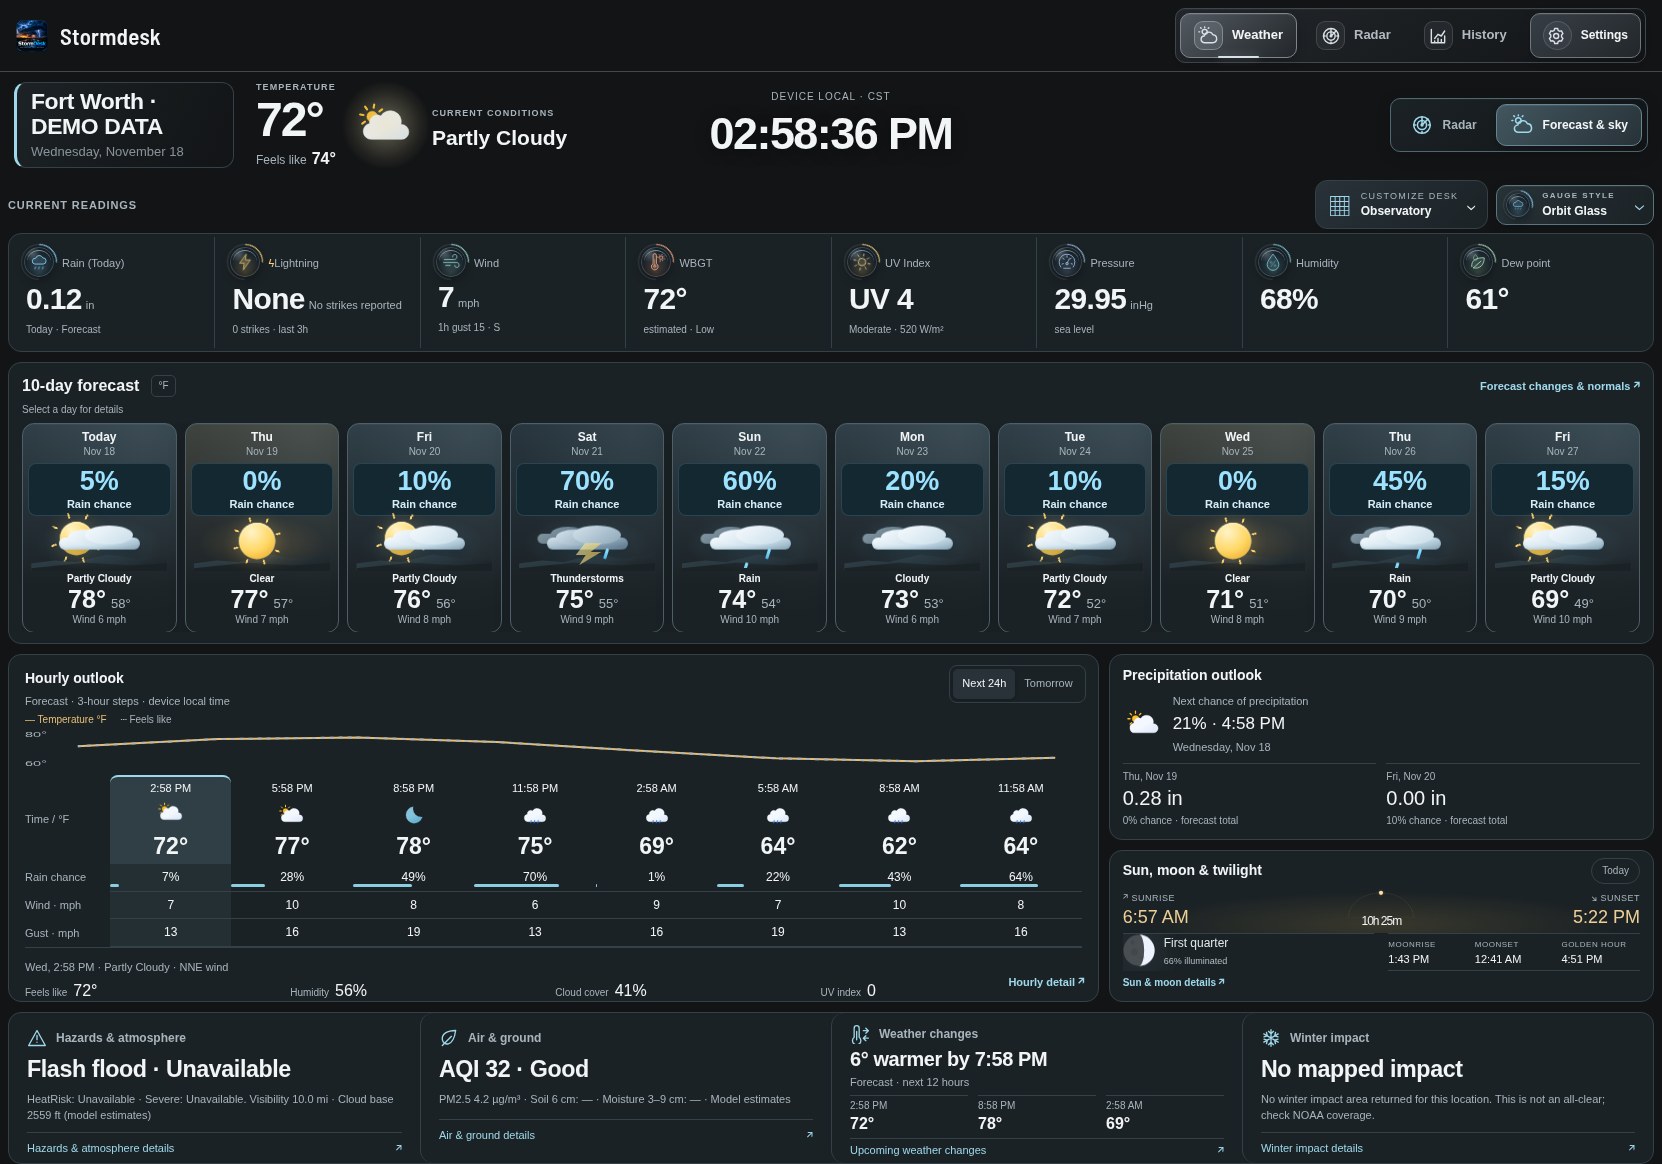 Stormdesk
Weather
Radar
History
Settings
Fort Worth ·
DEMO DATA
Wednesday, November 18
TEMPERATURE
72°
Feels like 74°
CURRENT CONDITIONS
Partly Cloudy
DEVICE LOCAL · CST
02:58:36 PM
Radar
Forecast & sky
CURRENT READINGS
CUSTOMIZE DESK
Observatory
GAUGE STYLE
Orbit Glass
Rain (Today)
0.12 in
Today · Forecast
ϟLightning
None No strikes reported
0 strikes · last 3h
Wind
7 mph
1h gust 15 · S
WBGT
72°
estimated · Low
UV Index
UV 4
Moderate · 520 W/m²
Pressure
29.95 inHg
sea level
Humidity
68%
Dew point
61°
10-day forecast °F
Forecast changes & normals ↗
Select a day for details
Today
Nov 18
5%
Rain chance
Partly Cloudy
78° 58°
Wind 6 mph
Thu
Nov 19
0%
Rain chance
Clear
77° 57°
Wind 7 mph
Fri
Nov 20
10%
Rain chance
Partly Cloudy
76° 56°
Wind 8 mph
Sat
Nov 21
70%
Rain chance
Thunderstorms
75° 55°
Wind 9 mph
Sun
Nov 22
60%
Rain chance
Rain
74° 54°
Wind 10 mph
Mon
Nov 23
20%
Rain chance
Cloudy
73° 53°
Wind 6 mph
Tue
Nov 24
10%
Rain chance
Partly Cloudy
72° 52°
Wind 7 mph
Wed
Nov 25
0%
Rain chance
Clear
71° 51°
Wind 8 mph
Thu
Nov 26
45%
Rain chance
Rain
70° 50°
Wind 9 mph
Fri
Nov 27
15%
Rain chance
Partly Cloudy
69° 49°
Wind 10 mph
Hourly outlook
Next 24h
Tomorrow
Forecast · 3-hour steps · device local time
— Temperature °F ┄ Feels like
80°
60°
2:58 PM 5:58 PM 8:58 PM 11:58 PM 2:58 AM 5:58 AM 8:58 AM 11:58 AM
Time / °F
72° 77° 78° 75° 69° 64° 62° 64°
Rain chance 7% 28% 49% 70% 1% 22% 43% 64%
Wind · mph 7 10 8 6 9 7 10 8
Gust · mph 13 16 19 13 16 19 13 16
Wed, 2:58 PM · Partly Cloudy · NNE wind
Hourly detail ↗
Feels like 72° Humidity 56% Cloud cover 41% UV index 0
Precipitation outlook
Next chance of precipitation
21% · 4:58 PM
Wednesday, Nov 18
Thu, Nov 19
0.28 in
0% chance · forecast total
Fri, Nov 20
0.00 in
10% chance · forecast total
Sun, moon & twilight
Today
↗ SUNRISE
6:57 AM
10h 25m
↘ SUNSET
5:22 PM
First quarter
66% illuminated
MOONRISE
1:43 PM
MOONSET
12:41 AM
GOLDEN HOUR
4:51 PM
Sun & moon details ↗
Hazards & atmosphere
Flash flood · Unavailable
HeatRisk: Unavailable · Severe: Unavailable. Visibility 10.0 mi · Cloud base
2559 ft (model estimates)
Hazards & atmosphere details ↗
Air & ground
AQI 32 · Good
PM2.5 4.2 µg/m³ · Soil 6 cm: — · Moisture 3–9 cm: — · Model estimates
Air & ground details ↗
Weather changes
6° warmer by 7:58 PM
Forecast · next 12 hours
2:58 PM 8:58 PM 2:58 AM
72° 78° 69°
Upcoming weather changes ↗
Winter impact
No mapped impact
No winter impact area returned for this location. This is not an all-clear;
check NOAA coverage.
Winter impact details ↗